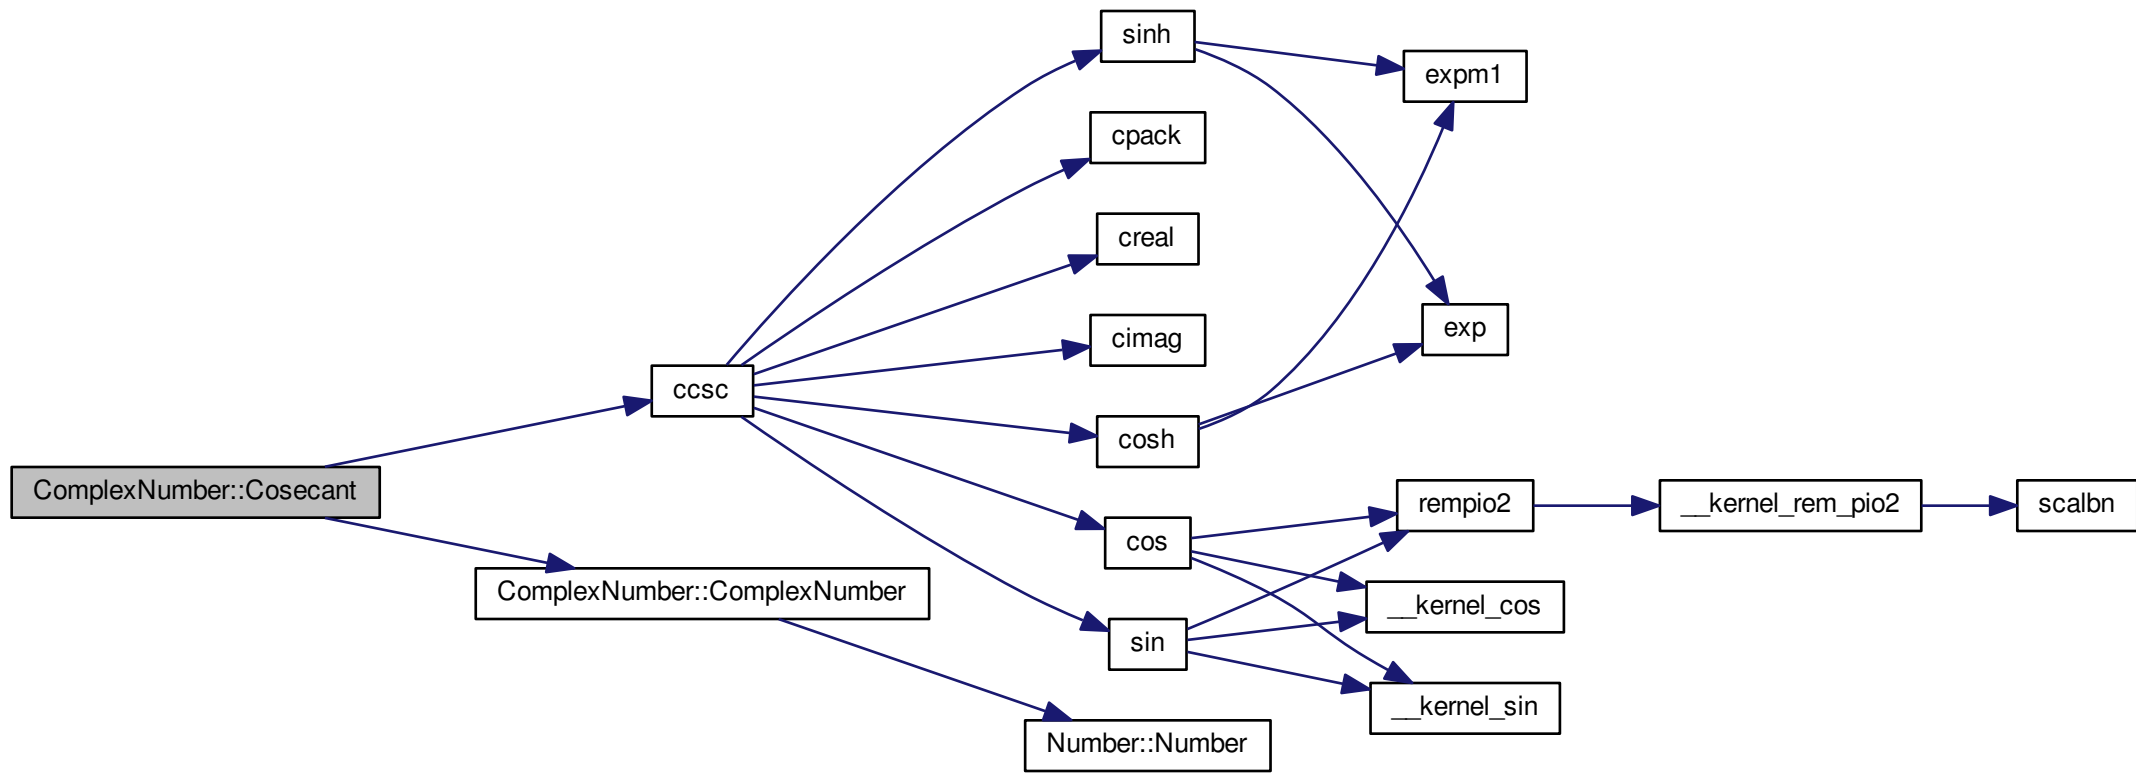 sinh
expm1
cpack
creal
cimag
exp
ccsc
cosh
ComplexNumber::Cosecant
rempio2
__kernel_rem_pio2
scalbn
cos
ComplexNumber::ComplexNumber
__kernel_cos
sin
__kernel_sin
Number::Number